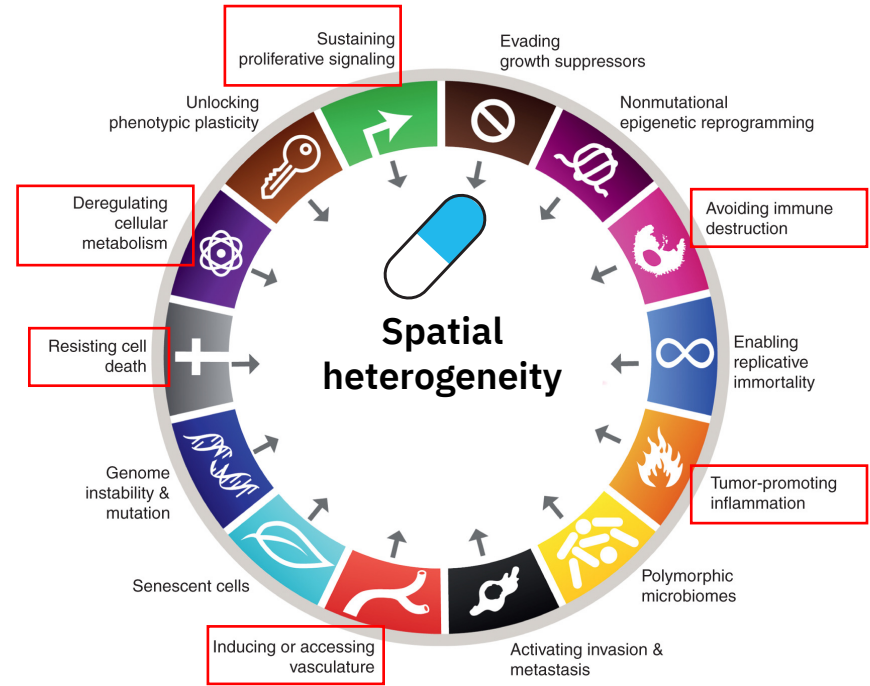 Sustaining
proliferative signaling
Evading
growth suppressors
Unlocking
phenotypic plasticity
Nonmutational
epigenetic reprogramming
Deregulating
cellular
metabolism
Avoiding immune
destruction
Spatial
heterogeneity
Resisting cell
death
Enabling
replicative
immortality
Genome
instability &
mutation
Tumor-promoting
inflammation
Senescent cells
Polymorphic
microbiomes
Inducing or accessing
vasculature
Activating invasion &
metastasis